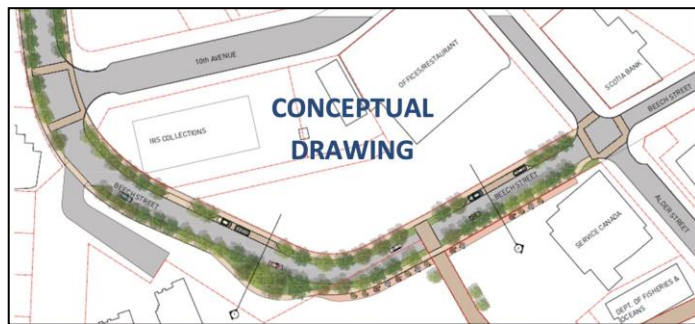 10th AVENUE
OFFICES/RESTAURANT
SCOTIA BANK
BEECH STREET
CONCEPTUAL
DRAWING
IRS COLLECTIONS
BEECH STREET
BEECH STREET
ALDER STREET
SERVICE CANADA
DEPT. OF FISHERIES &
OCEANS